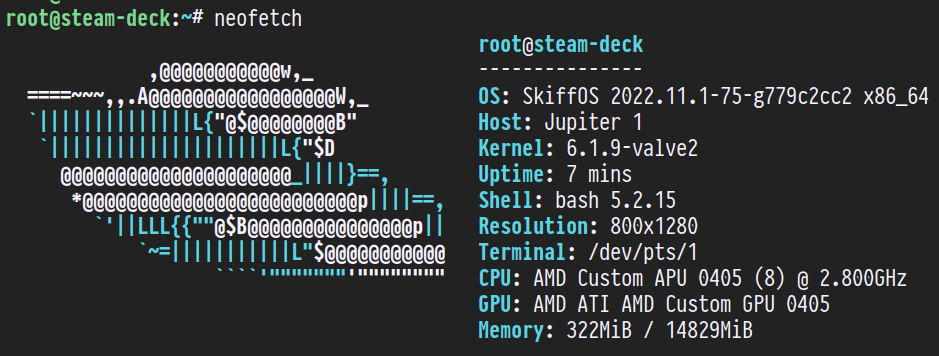 root@steam-deck:~# neofetch
root@steam-deck
---------------
OS: SkiffOS 2022.11.1-75-g779c2cc2 x86_64
Host: Jupiter 1
Kernel: 6.1.9-valve2
Uptime: 7 mins
Shell: bash 5.2.15
Resolution: 800x1280
Terminal: /dev/pts/1
CPU: AMD Custom APU 0405 (8) @ 2.800GHz
GPU: AMD ATI AMD Custom GPU 0405
Memory: 322MiB / 14829MiB